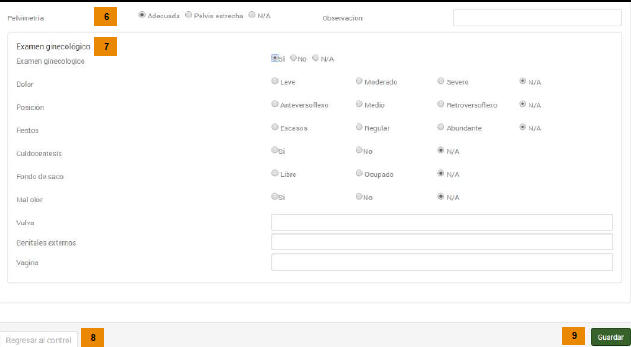 Pelvimetria 6 Adecuada Pelvis estrecha N/A Observacion
Examen ginecológico 7
Examen ginecologico Si No N/A
Dolor Leve Moderado Severo N/A
Posición Anteversoflexo Medio Retroversoflexo N/A
Fentos Escasos Regular Abundante N/A
Culdocentesis Si No N/A
Fondo de saco Libre Ocupado N/A
Mal olor Si No N/A
Vulva
Genitales externos
Vagina
Regresar al control 8 9 Guardar